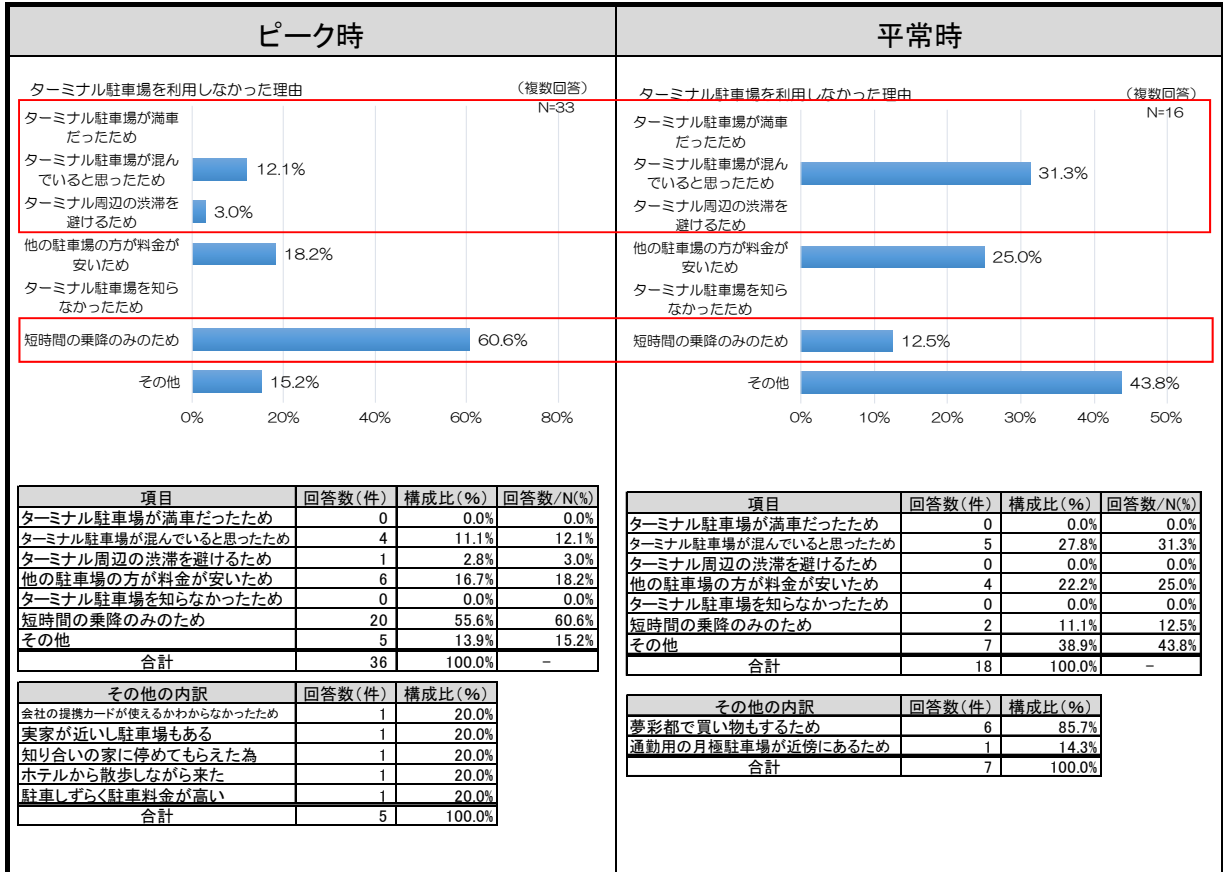 ピーク時
ターミナル駐車場を利用しなかった理由
(複数回答)
N=33
ターミナル駐車場が満車
だったため
ターミナル駐車場が混ん
でいると思ったため
12.1%
ターミナル周辺の渋滞を
避けるため
3.0%
他の駐車場の方が料金が
安いため
18.2%
ターミナル駐車場を知ら
なかったため
短時間の乗降のみのため
60.6%
その他
15.2%
0% 20% 40% 60% 80%
項目 回答数(件) 構成比(%) 回答数/N(%)
ターミナル駐車場が満車だったため 0 0.0% 0.0%
ターミナル駐車場が混んでいると思ったため 4 11.1% 12.1%
ターミナル周辺の渋滞を避けるため 1 2.8% 3.0%
他の駐車場の方が料金が安いため 6 16.7% 18.2%
ターミナル駐車場を知らなかったため 0 0.0% 0.0%
短時間の乗降のみのため 20 55.6% 60.6%
その他 5 13.9% 15.2%
合計 36 100.0% −
その他の内訳 回答数(件) 構成比(%)
会社の提携カードが使えるかわからなかったため 1 20.0%
実家が近いし駐車場もある 1 20.0%
知り合いの家に停めてもらえた為 1 20.0%
ホテルから散歩しながら来た 1 20.0%
駐車しずらく駐車料金が高い 1 20.0%
合計 5 100.0%
平常時
ターミナル駐車場を利用しなかった理由
(複数回答)
N=16
ターミナル駐車場が満車
だったため
ターミナル駐車場が混ん
でいると思ったため
31.3%
ターミナル周辺の渋滞を
避けるため
他の駐車場の方が料金が
安いため
25.0%
ターミナル駐車場を知ら
なかったため
短時間の乗降のみのため
12.5%
その他
43.8%
0% 10% 20% 30% 40% 50%
項目 回答数(件) 構成比(%) 回答数/N(%)
ターミナル駐車場が満車だったため 0 0.0% 0.0%
ターミナル駐車場が混んでいると思ったため 5 27.8% 31.3%
ターミナル周辺の渋滞を避けるため 0 0.0% 0.0%
他の駐車場の方が料金が安いため 4 22.2% 25.0%
ターミナル駐車場を知らなかったため 0 0.0% 0.0%
短時間の乗降のみのため 2 11.1% 12.5%
その他 7 38.9% 43.8%
合計 18 100.0% −
その他の内訳 回答数(件) 構成比(%)
夢彩都で買い物もするため 6 85.7%
通勤用の月極駐車場が近傍にあるため 1 14.3%
合計 7 100.0%